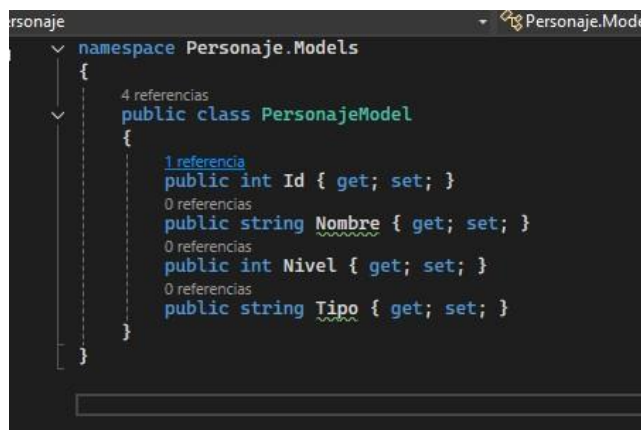 rsonaje Personaje.Mode
namespace Personaje.Models
{
4 referencias
public class PersonajeModel
{
1 referencia
public int Id { get; set; }
0 referencias
public string Nombre { get; set; }
0 referencias
public int Nivel { get; set; }
0 referencias
public string Tipo { get; set; }
}
}